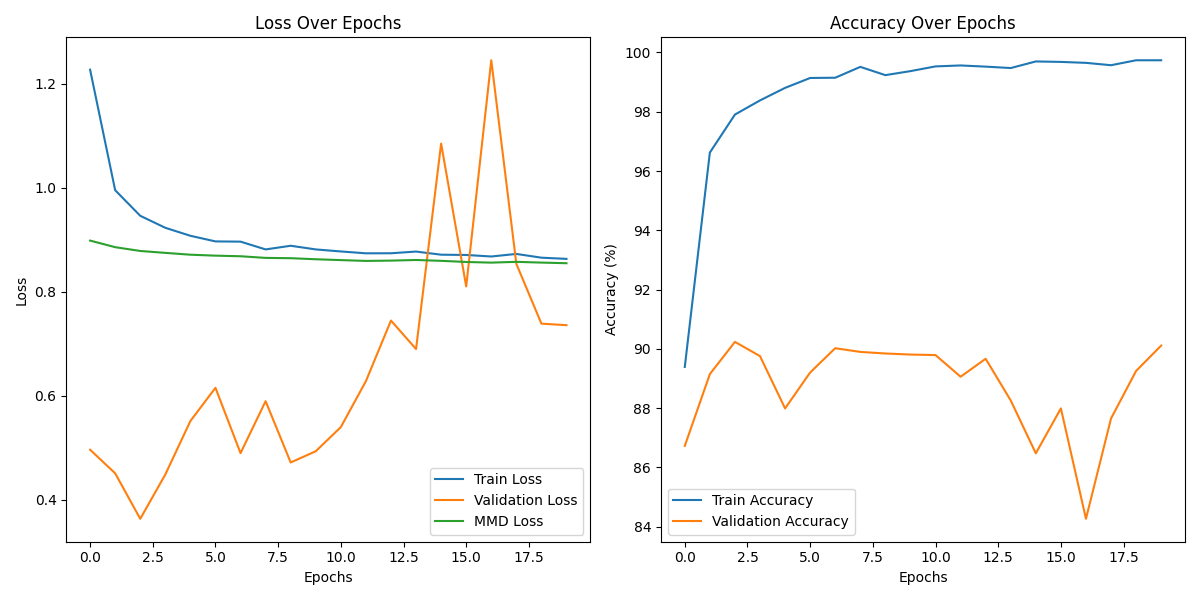 Loss Over Epochs
Loss
1.2
1.0
0.8
0.6
0.4
Train Loss
Validation Loss
MMD Loss
0.0 2.5 5.0 7.5 10.0 12.5 15.0 17.5
Epochs
Accuracy Over Epochs
Accuracy (%)
100
98
96
94
92
90
88
86
84
Train Accuracy
Validation Accuracy
0.0 2.5 5.0 7.5 10.0 12.5 15.0 17.5
Epochs